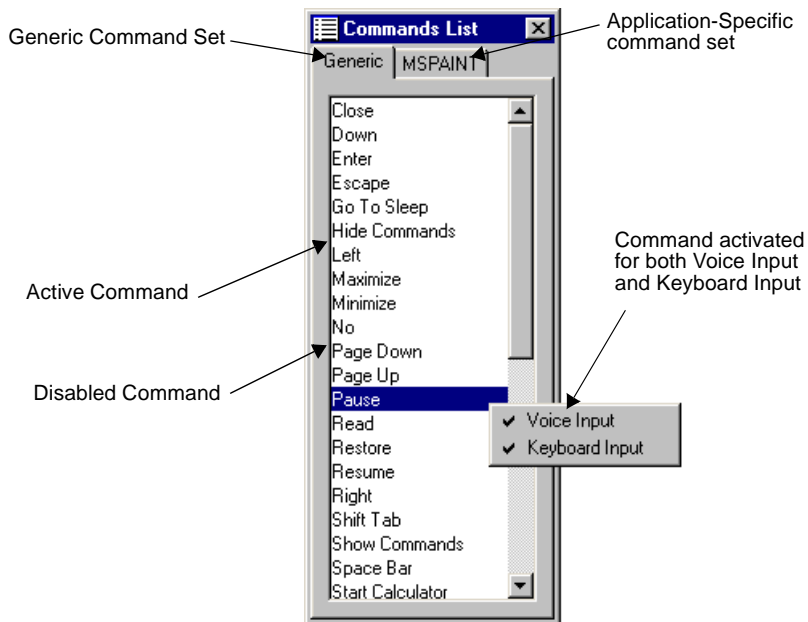 Commands List
Application-Specific
command set
Generic Command Set
Generic
MSPAINT
Close
Down
Enter
Escape
Go To Sleep
Hide Commands
Left
Maximize
Minimize
No
Page Down
Page Up
Pause
Read
Restore
Resume
Right
Shift Tab
Show Commands
Space Bar
Start Calculator
Active Command
Disabled Command
Command activated
for both Voice Input
and Keyboard Input
Voice Input
Keyboard Input